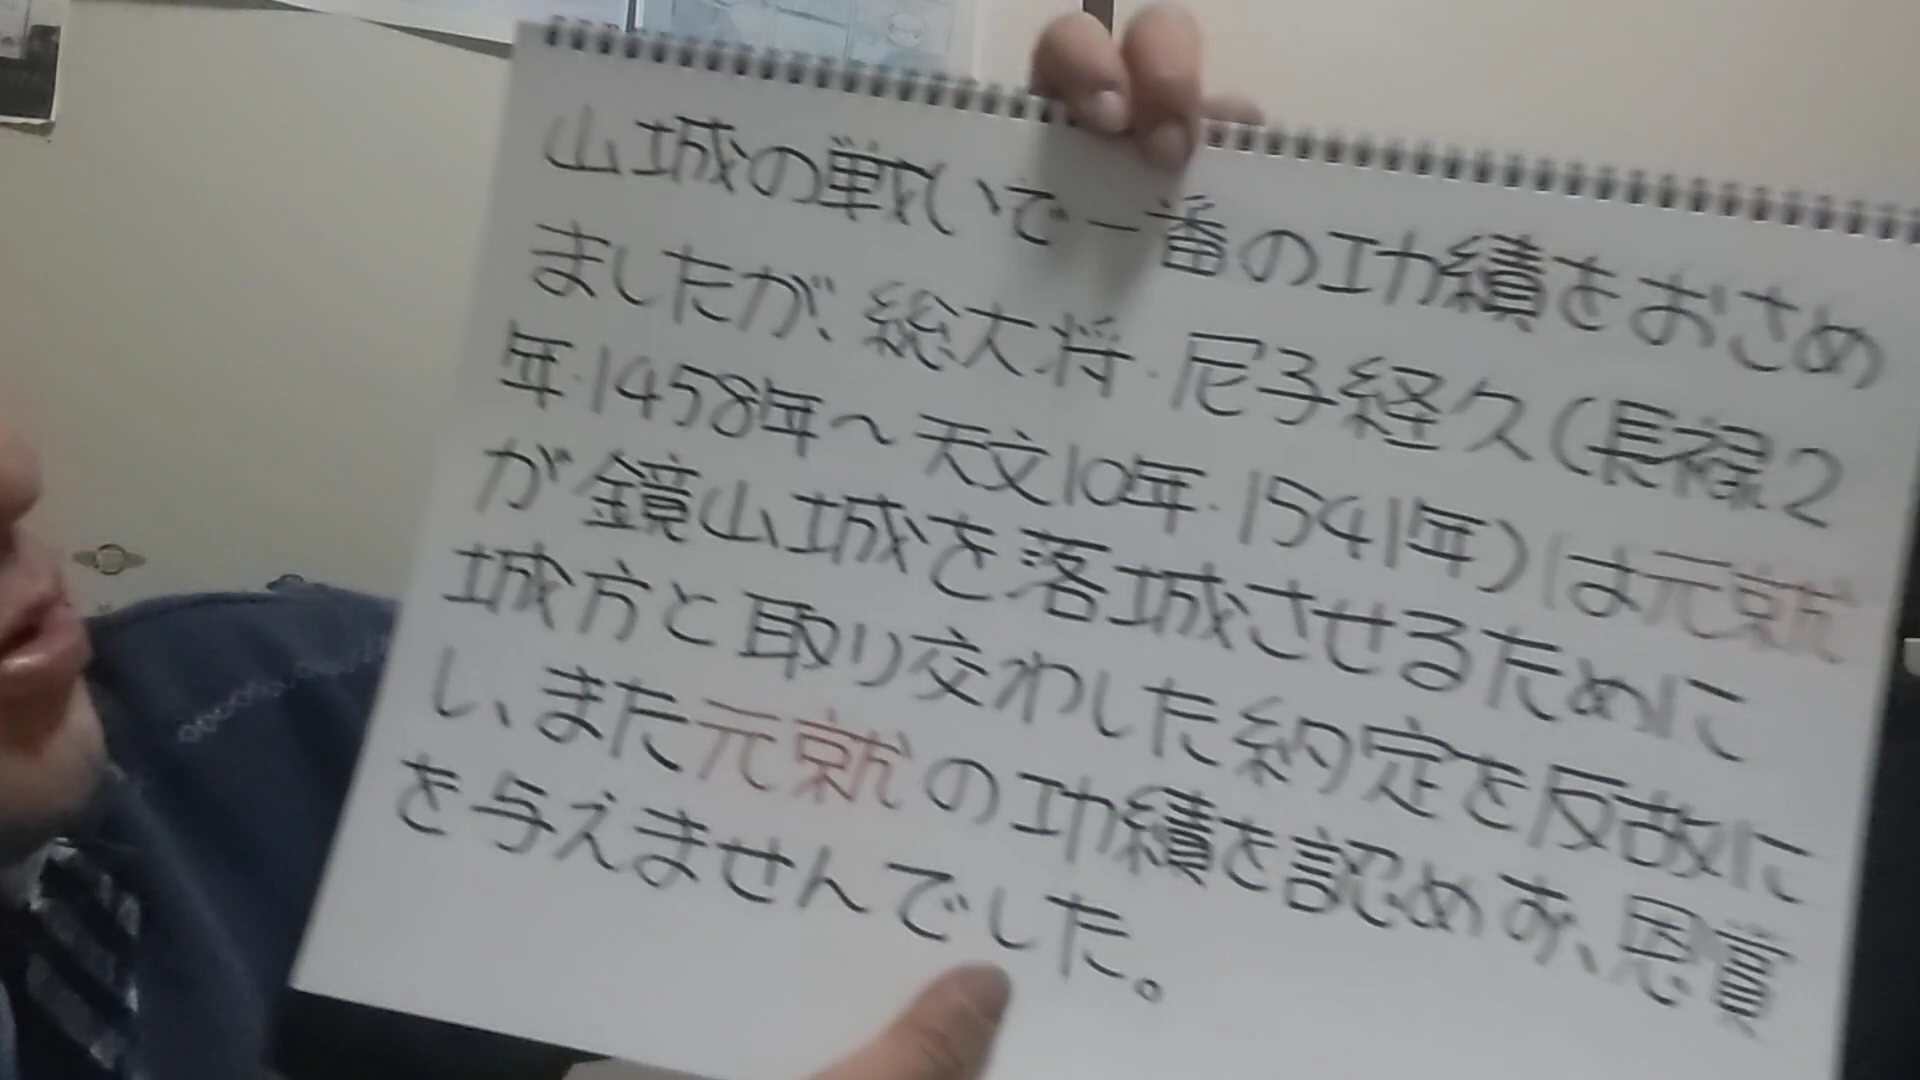 山城の戦いで一番の功績をおさめ
ましたが、総大将・尼子経久(長禄2
年・1458年～天文10年・1541年)は元就
が鏡山城を落城させるために
城方と取り交わした約定を反故に
し、また元就の功績を認めず、恩賞
を与えませんでした。